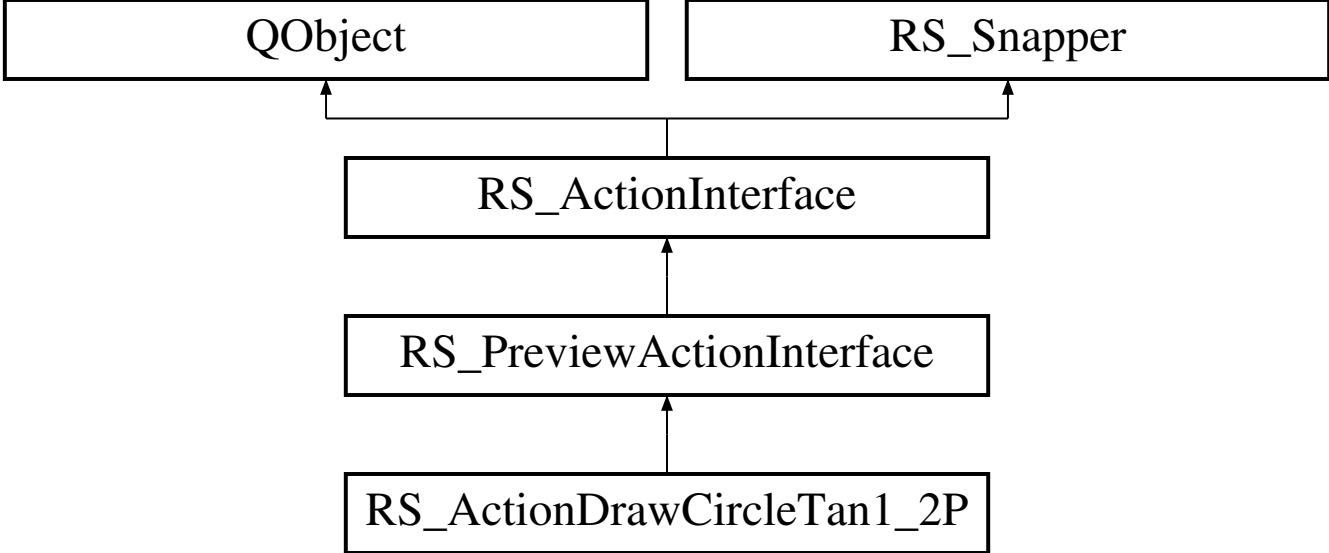 QObject
RS_Snapper
RS_ActionInterface
RS_PreviewActionInterface
RS_ActionDrawCircleTan1_2P